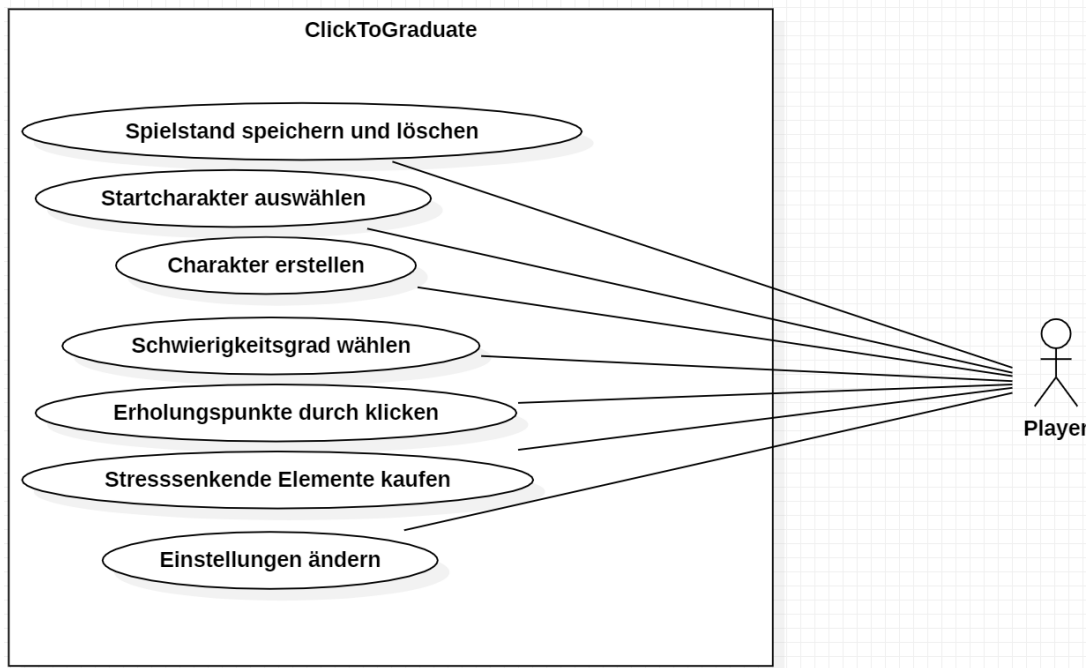 ClickToGraduate
Spielstand speichern und löschen
Startcharakter auswählen
Charakter erstellen
Schwierigkeitsgrad wählen
Erholungspunkte durch klicken
Stresssenkende Elemente kaufen
Einstellungen ändern
Player